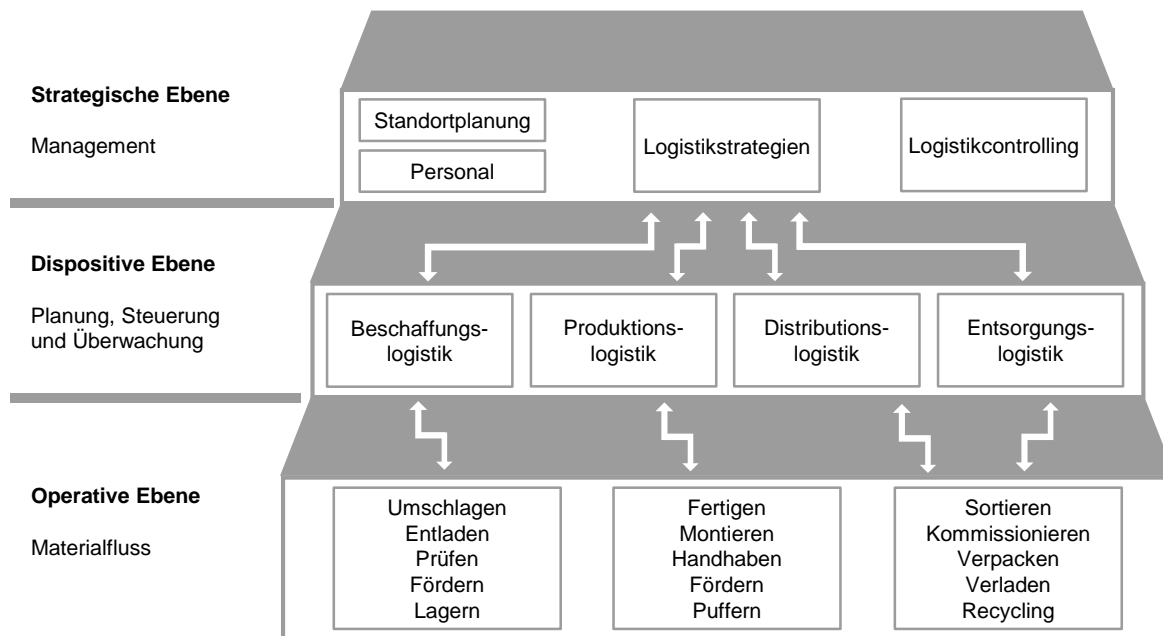 Strategische Ebene
Management
Standortplanung
Personal
Logistikstrategien
Logistikcontrolling
Dispositive Ebene
Planung, Steuerung
und Überwachung
Beschaffungs-
logistik
Produktions-
logistik
Distributions-
logistik
Entsorgungs-
logistik
Operative Ebene
Materialfluss
Umschlagen
Entladen
Prüfen
Fördern
Lagern
Fertigen
Montieren
Handhaben
Fördern
Puffern
Sortieren
Kommissionieren
Verpacken
Verladen
Recycling